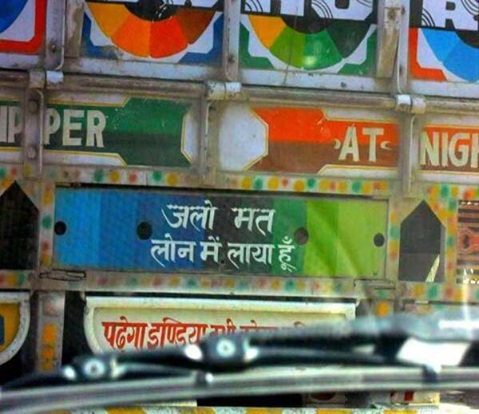 PER AT NIGH
जलो मत
लोन में लाया हूँ
पढेगा इण्डिया